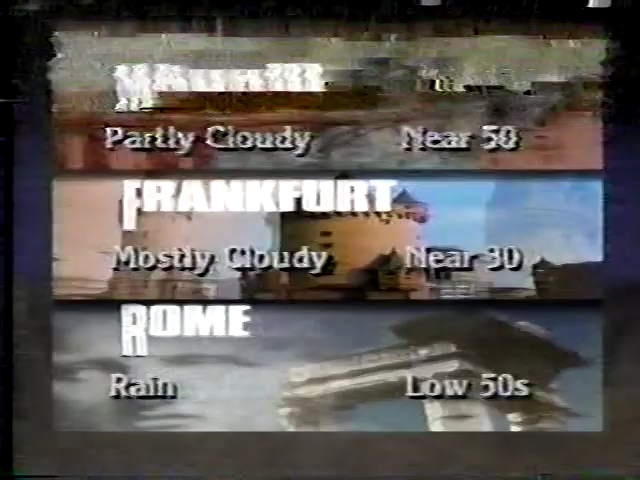 Partly Cloudy Near 50
FRANKFURT
Mostly Cloudy Near 30
ROME
Rain Low 50s